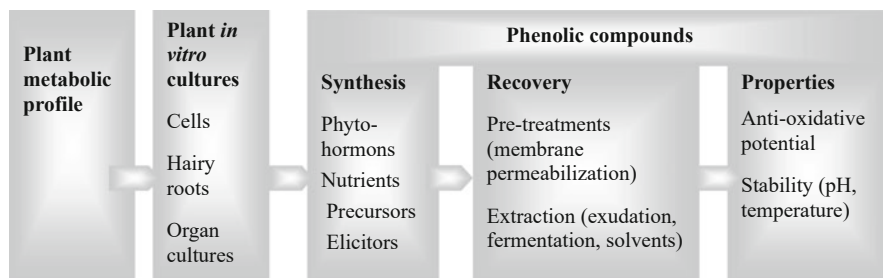 Plant
metabolic
profile
Plant in
vitro
cultures
Cells
Hairy
roots
Organ
cultures
Phenolic compounds
Synthesis
Phyto-
hormons
Nutrients
Precursors
Elicitors
Recovery
Pre-treatments
(membrane
permeabilization)
Extraction (exudation,
fermentation, solvents)
Properties
Anti-oxidative
potential
Stability (pH,
temperature)